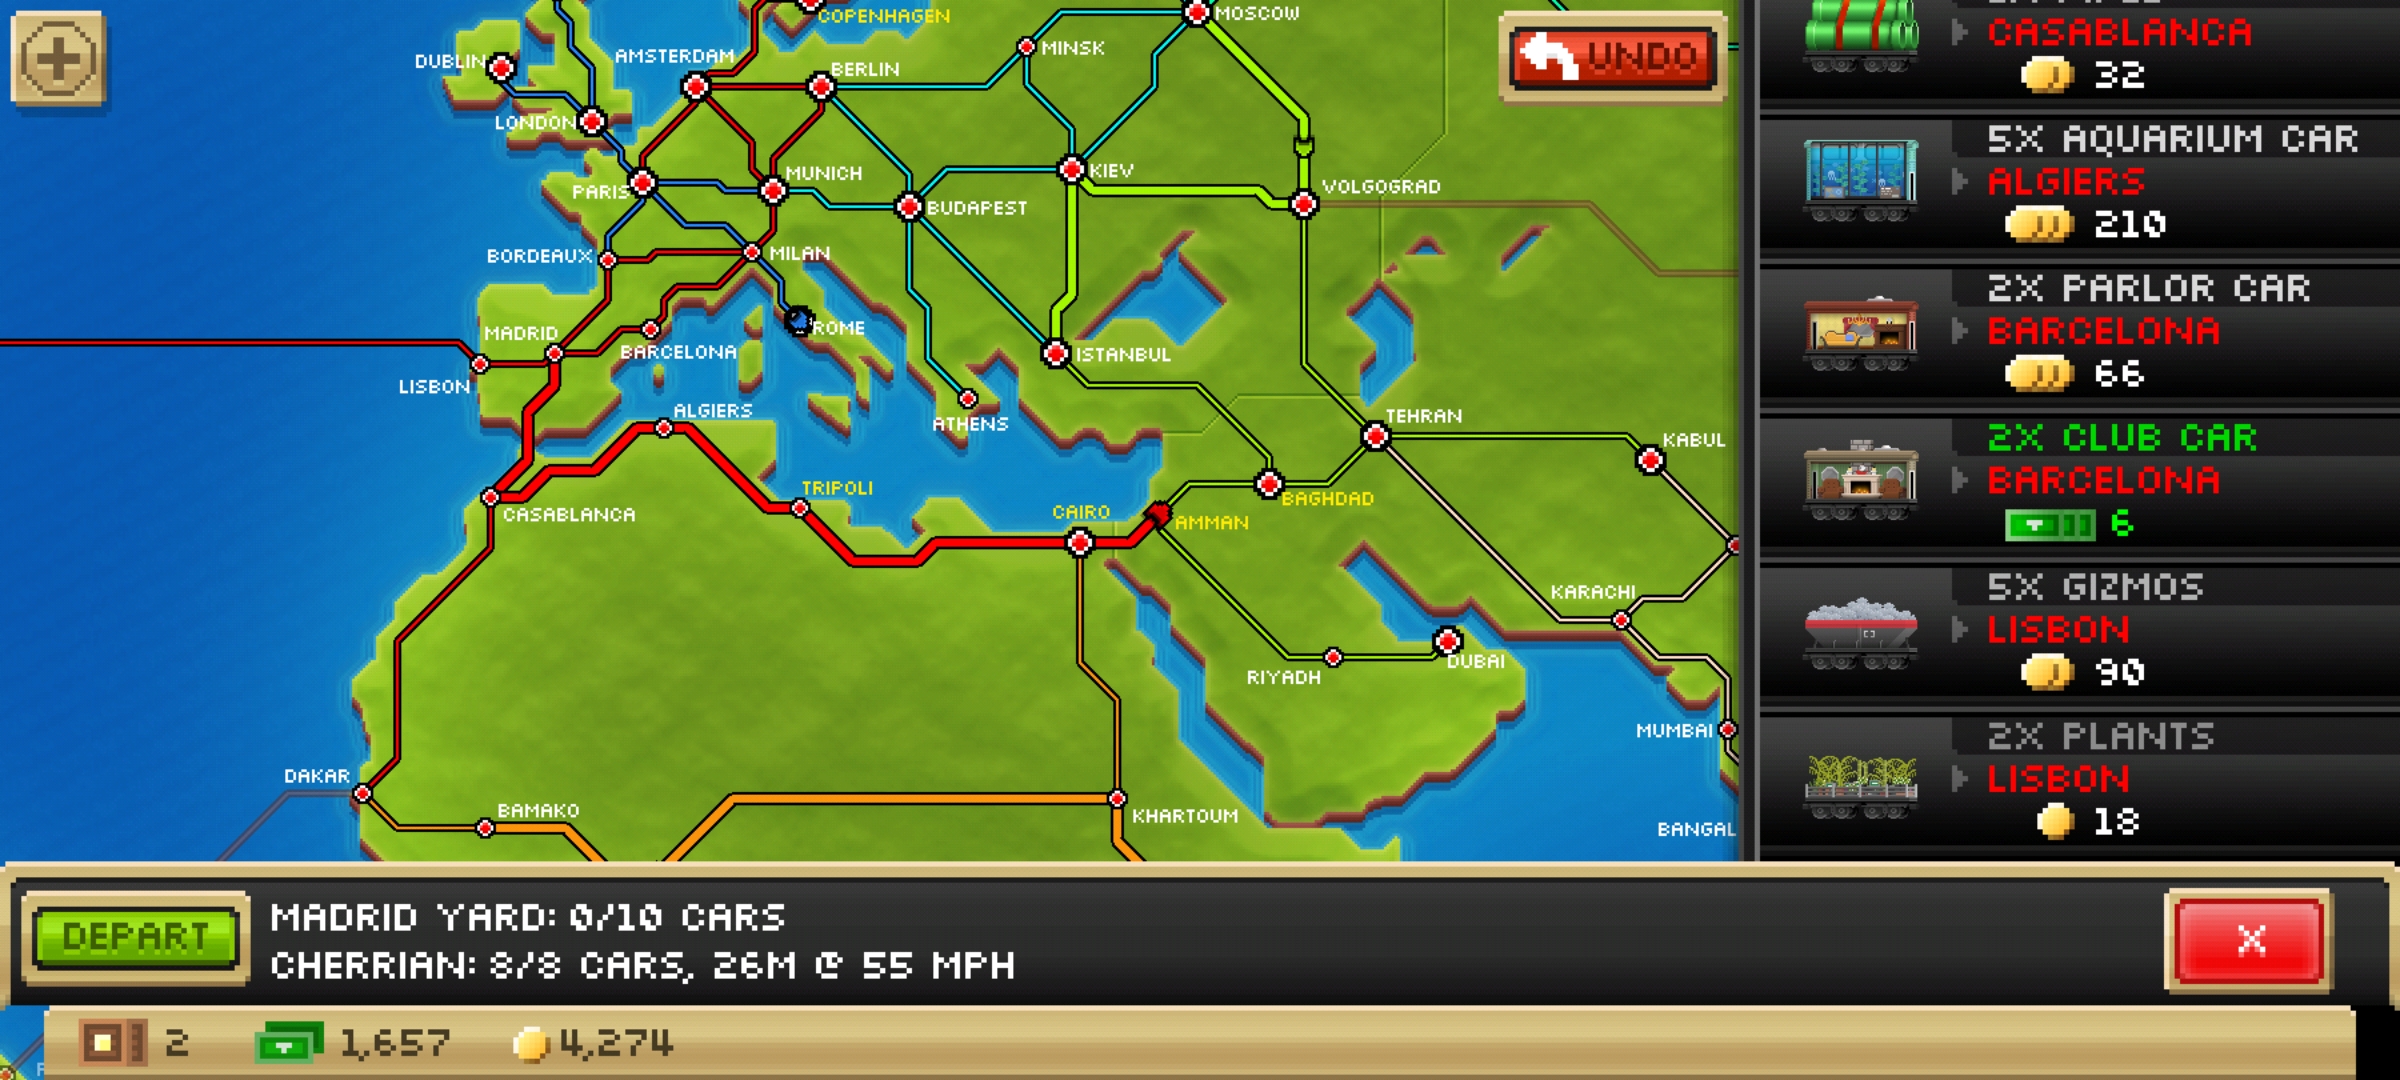 COPENHAGEN
MOSCOW
MINSK
DUBLIN
AMSTERDAM
BERLIN
LONDON
PARIS
MUNICH
KIEV
VOLGOGRAD
BUDAPEST
BORDEAUX
MILAN
ROME
MADRID
BARCELONA
LISBON
ISTANBUL
ALGIERS
ATHENS
TEHRAN
KABUL
TRIPOLI
CASABLANCA
CAIRO
AMMAN
BAGHDAD
KARACHI
RIYADH
DUBAI
MUMBAI
DAKAR
BAMAKO
KHARTOUM
BANGAL
UNDO
CASABLANCA
32
5X AQUARIUM CAR
ALGIERS
210
2X PARLOR CAR
BARCELONA
66
2X CLUB CAR
BARCELONA
6
5X GIZMOS
LISBON
90
2X PLANTS
LISBON
18
DEPART
MADRID YARD: 0/10 CARS
CHERRIAN: 8/8 CARS, 26M @ 55 MPH
X
2
1,657
4,274